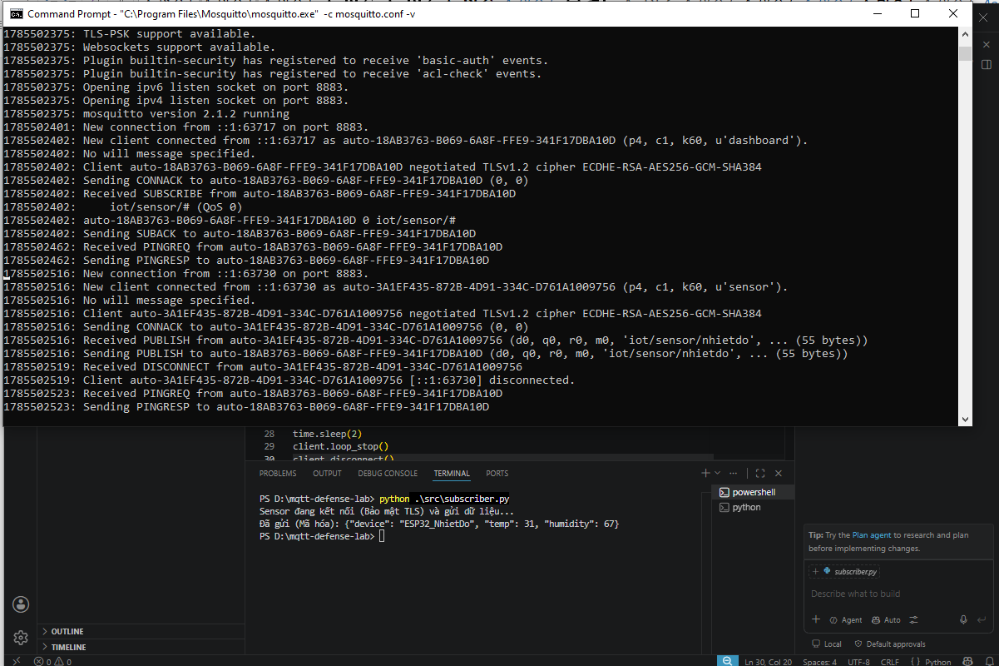 Command Prompt - "C:\Program Files\Mosquitto\mosquitto.exe" -c mosquitto.conf -v
1785502375: TLS-PSK support available.
1785502375: Websockets support available.
1785502375: Plugin builtin-security has registered to receive 'basic-auth' events.
1785502375: Plugin builtin-security has registered to receive 'acl-check' events.
1785502375: Opening ipv6 listen socket on port 8883.
1785502375: Opening ipv4 listen socket on port 8883.
1785502375: mosquitto version 2.1.2 running
1785502401: New connection from ::1:63717 on port 8883.
1785502402: New client connected from ::1:63717 as auto-18AB3763-B069-6A8F-FFE9-341F17DBA10D (p4, c1, k60, u'dashboard').
1785502402: No will message specified.
1785502402: Client auto-18AB3763-B069-6A8F-FFE9-341F17DBA10D negotiated TLSv1.2 cipher ECDHE-RSA-AES256-GCM-SHA384
1785502402: Sending CONNACK to auto-18AB3763-B069-6A8F-FFE9-341F17DBA10D (0, 0)
1785502402: Received SUBSCRIBE from auto-18AB3763-B069-6A8F-FFE9-341F17DBA10D
1785502402:     iot/sensor/# (QoS 0)
1785502402: auto-18AB3763-B069-6A8F-FFE9-341F17DBA10D 0 iot/sensor/#
1785502402: Sending SUBACK to auto-18AB3763-B069-6A8F-FFE9-341F17DBA10D
1785502462: Received PINGREQ from auto-18AB3763-B069-6A8F-FFE9-341F17DBA10D
1785502462: Sending PINGRESP to auto-18AB3763-B069-6A8F-FFE9-341F17DBA10D
1785502516: New connection from ::1:63730 on port 8883.
1785502516: New client connected from ::1:63730 as auto-3A1EF435-872B-4D91-334C-D761A1009756 (p4, c1, k60, u'sensor').
1785502516: No will message specified.
1785502516: Client auto-3A1EF435-872B-4D91-334C-D761A1009756 negotiated TLSv1.2 cipher ECDHE-RSA-AES256-GCM-SHA384
1785502516: Sending CONNACK to auto-3A1EF435-872B-4D91-334C-D761A1009756 (0, 0)
1785502516: Received PUBLISH from auto-3A1EF435-872B-4D91-334C-D761A1009756 (d0, q0, r0, m0, 'iot/sensor/nhietdo', ... (55 bytes))
1785502516: Sending PUBLISH to auto-18AB3763-B069-6A8F-FFE9-341F17DBA10D (d0, q0, r0, m0, 'iot/sensor/nhietdo', ... (55 bytes))
1785502519: Received DISCONNECT from auto-3A1EF435-872B-4D91-334C-D761A1009756
1785502519: Client auto-3A1EF435-872B-4D91-334C-D761A1009756 [::1:63730] disconnected.
1785502523: Received PINGREQ from auto-18AB3763-B069-6A8F-FFE9-341F17DBA10D
1785502523: Sending PINGRESP to auto-18AB3763-B069-6A8F-FFE9-341F17DBA10D
28 time.sleep(2)
29 client.loop_stop()
30 client.disconnect()
PROBLEMS OUTPUT DEBUG CONSOLE TERMINAL PORTS
PS D:\mqtt-defense-lab> python .\src\subscriber.py
Sensor đang kết nối (Bảo mật TLS) và gửi dữ liệu...
Đã gửi (Mã hóa): {"device": "ESP32_NhietDo", "temp": 31, "humidity": 67}
PS D:\mqtt-defense-lab>
powershell
python
Tip: Try the Plan agent to research and plan
before implementing changes.
subscriber.py
Describe what to build
Agent Auto
Local Default approvals
OUTLINE
TIMELINE
0 0
Ln 30, Col 20 Spaces: 4 UTF-8 CRLF { } Python